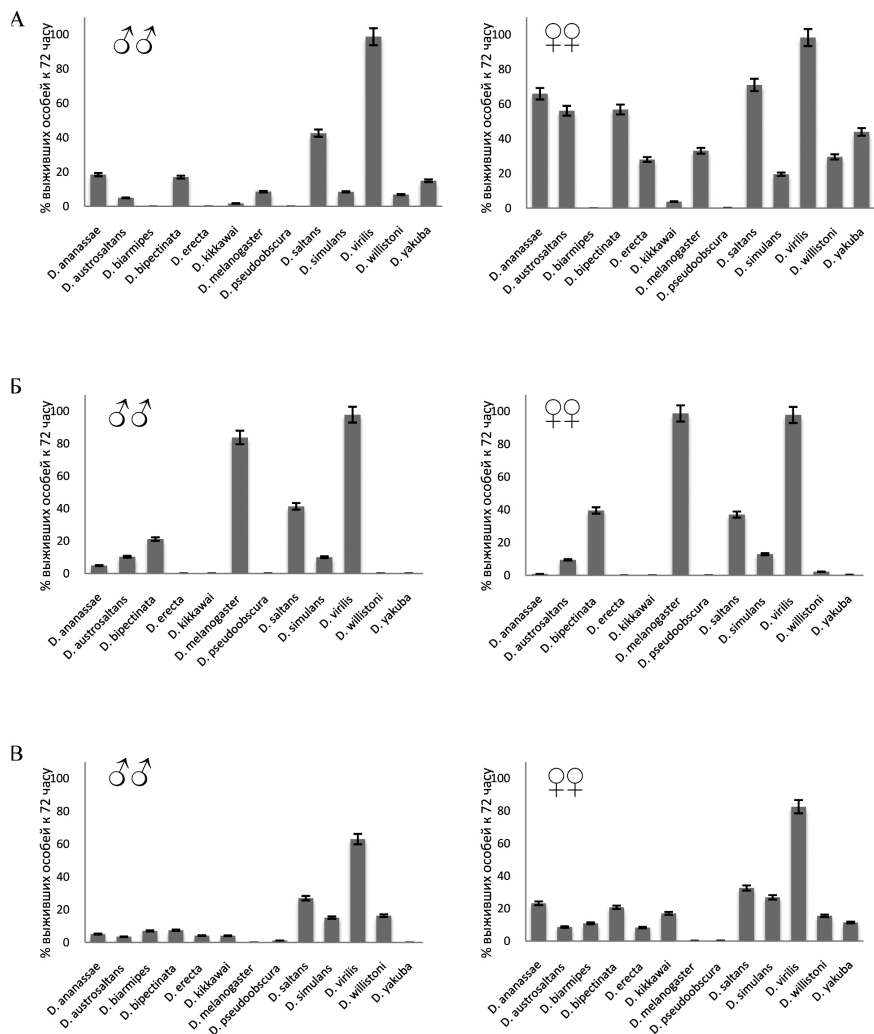 А
♂♂
♀♀
% выживших особей к 72 часу
100
80
60
40
20
0
D. ananassae
D. austrosaltans
D. biarmipes
D. bipectinata
D. erecta
D. kikkawai
D. melanogaster
D. pseudoobscura
D. saltans
D. simulans
D. virilis
D. willistoni
D. yakuba
% выживших особей к 72 часу
100
80
60
40
20
0
D. ananassae
D. austrosaltans
D. biarmipes
D. bipectinata
D. erecta
D. kikkawai
D. melanogaster
D. pseudoobscura
D. saltans
D. simulans
D. virilis
D. willistoni
D. yakuba
Б
♂♂
♀♀
% выживших особей к 72 часу
100
80
60
40
20
0
D. ananassae
D. austrosaltans
D. bipectinata
D. erecta
D. kikkawai
D. melanogaster
D. pseudoobscura
D. saltans
D. simulans
D. virilis
D. willistoni
D. yakuba
% выживших особей к 72 часу
100
80
60
40
20
0
D. ananassae
D. austrosaltans
D. bipectinata
D. erecta
D. kikkawai
D. melanogaster
D. pseudoobscura
D. saltans
D. simulans
D. virilis
D. willistoni
D. yakuba
В
♂♂
♀♀
% выживших особей к 72 часу
100
80
60
40
20
0
D. ananassae
D. austrosaltans
D. biarmipes
D. bipectinata
D. erecta
D. kikkawai
D. melanogaster
D. pseudoobscura
D. saltans
D. simulans
D. virilis
D. willistoni
D. yakuba
% выживших особей к 72 часу
100
80
60
40
20
0
D. ananassae
D. austrosaltans
D. biarmipes
D. bipectinata
D. erecta
D. kikkawai
D. melanogaster
D. pseudoobscura
D. saltans
D. simulans
D. virilis
D. willistoni
D. yakuba